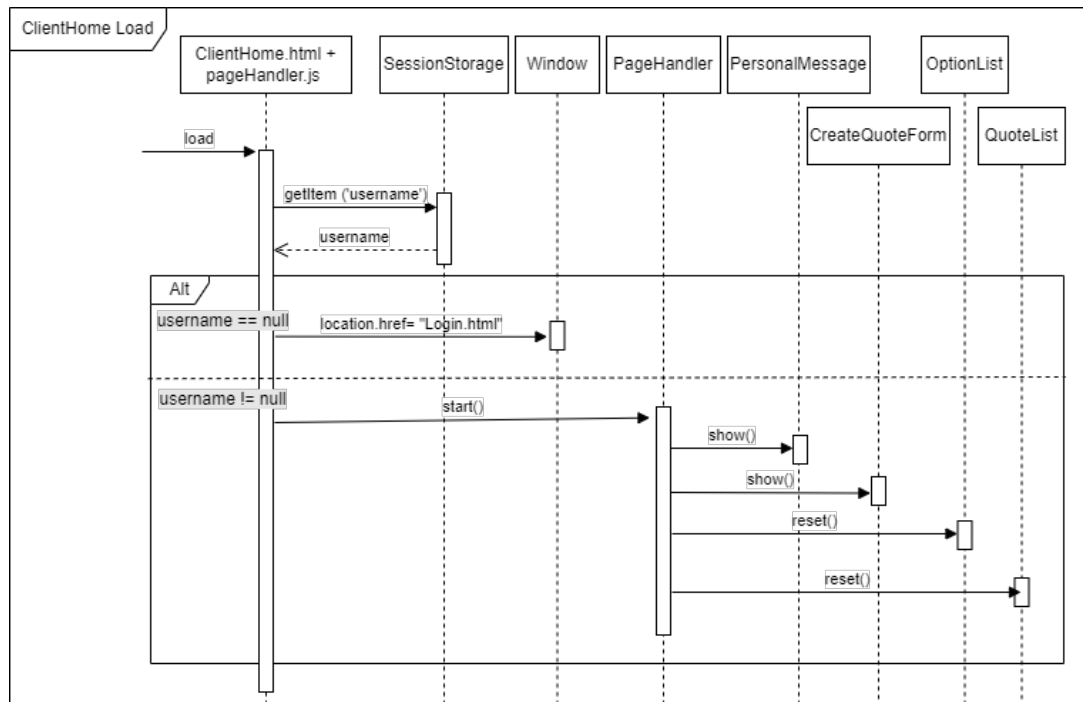 ClientHome Load
ClientHome.html +
pageHandler.js
SessionStorage
Window
PageHandler
PersonalMessage
OptionList
CreateQuoteForm
QuoteList
load
getItem ('username')
username
Alt
username == null
location.href= "Login.html"
username != null
start()
show()
show()
reset()
reset()